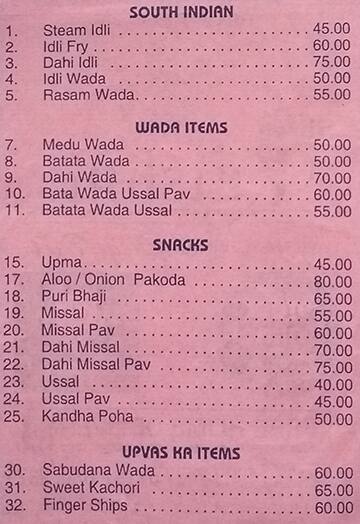 SOUTH INDIAN
1. Steam Idli ........................ 45.00
2. Idli Fry ........................ 60.00
3. Dahi Idli ........................ 75.00
4. Idli Wada ........................ 50.00
5. Rasam Wada ........................ 55.00
WADA ITEMS
7. Medu Wada ........................ 50.00
8. Batata Wada ........................ 50.00
9. Dahi Wada ........................ 70.00
10. Bata Wada Ussal Pav ................ 60.00
11. Batata Wada Ussal .................. 55.00
SNACKS
15. Upma ........................ 45.00
17. Aloo / Onion Pakoda ................ 80.00
18. Puri Bhaji ........................ 65.00
19. Missal ........................ 55.00
20. Missal Pav ........................ 60.00
21. Dahi Missal ........................ 70.00
22. Dahi Missal Pav .................... 75.00
23. Ussal ........................ 40.00
24. Ussal Pav ........................ 45.00
25. Kandha Poha ........................ 50.00
UPVAS KA ITEMS
30. Sabudana Wada ...................... 60.00
31. Sweet Kachori ...................... 65.00
32. Finger Ships ....................... 60.00